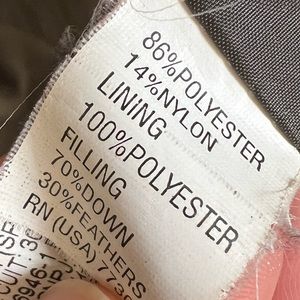 86%POLYESTER
14%NYLON
LINING
100%POLYESTER
FILLING
70%DOWN
30%FEATHERS
RN (USA)